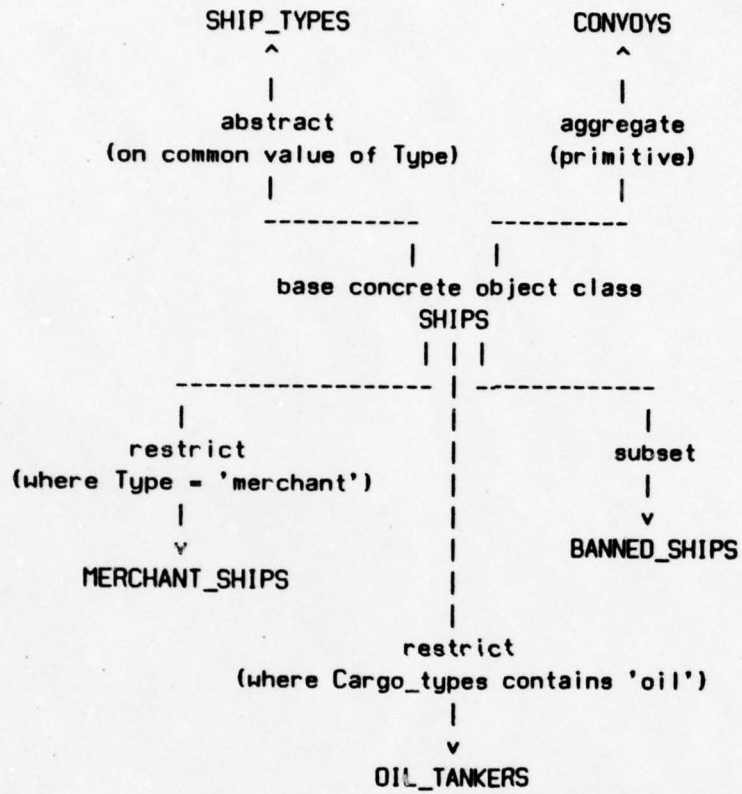 SHIP_TYPES CONVOYS
abstract aggregate
(on common value of Type) (primitive)
base concrete object class
SHIPS
restrict subset
(where Type = 'merchant')
BANNED_SHIPS
MERCHANT_SHIPS
restrict
(where Cargo_types contains 'oil')
OIL_TANKERS